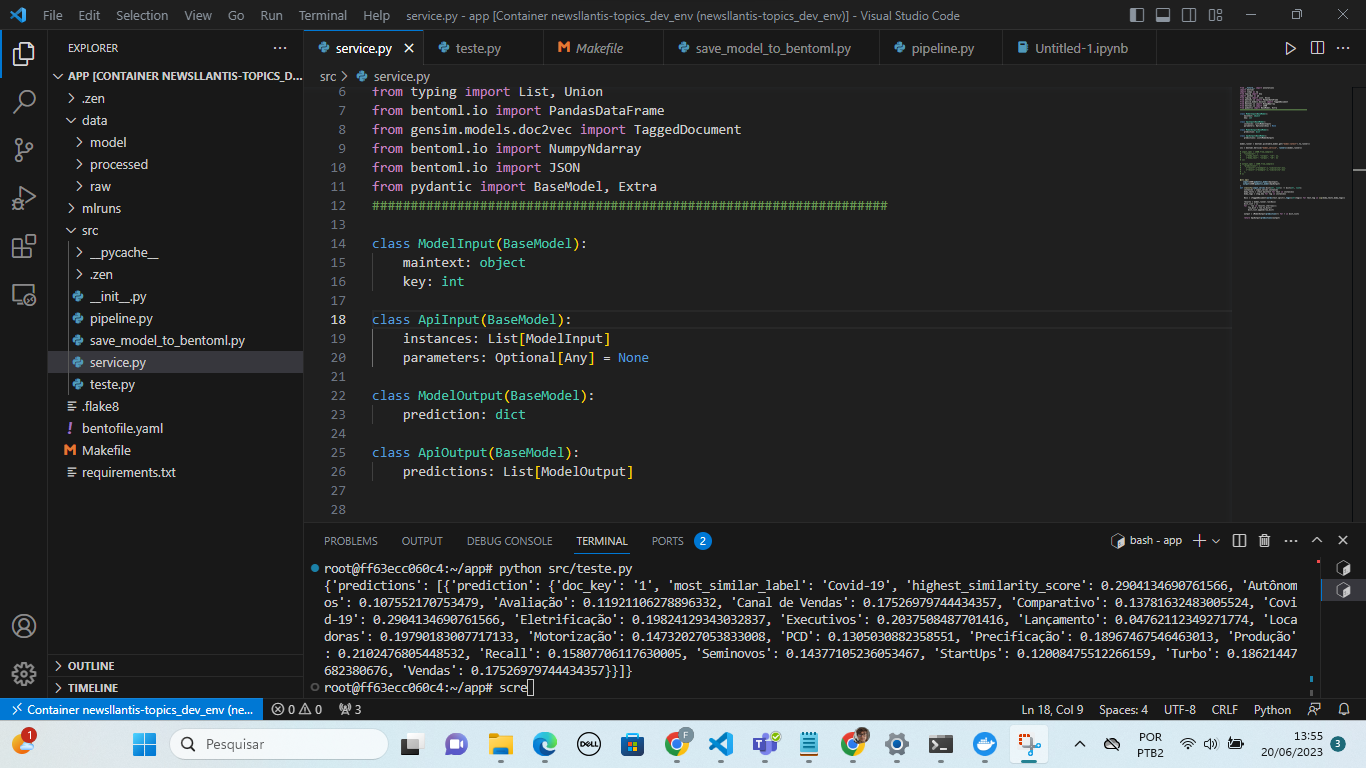 File Edit Selection View Go Run Terminal Help service.py - app [Container newsllantis-topics_dev_env (newsllantis-topics_dev_env)] - Visual Studio Code
EXPLORER
APP [CONTAINER NEWSLLANTIS-TOPICS_D...
.zen
data
model
processed
raw
mlruns
src
__pycache__
.zen
__init__.py
pipeline.py
save_model_to_bentoml.py
service.py
teste.py
.flake8
bentofile.yaml
Makefile
requirements.txt
OUTLINE
TIMELINE
service.py teste.py Makefile save_model_to_bentoml.py pipeline.py Untitled-1.ipynb
src > service.py
6 from typing import List, Union
7 from bentoml.io import PandasDataFrame
8 from gensim.models.doc2vec import TaggedDocument
9 from bentoml.io import NumpyNdarray
10 from bentoml.io import JSON
11 from pydantic import BaseModel, Extra
12 ###################################################################
13
14 class ModelInput(BaseModel):
15 maintext: object
16 key: int
17
18 class ApiInput(BaseModel):
19 instances: List[ModelInput]
20 parameters: Optional[Any] = None
21
22 class ModelOutput(BaseModel):
23 prediction: dict
24
25 class ApiOutput(BaseModel):
26 predictions: List[ModelOutput]
27
28
PROBLEMS OUTPUT DEBUG CONSOLE TERMINAL PORTS 2
bash - app
root@ff63ecc060c4:~/app# python src/teste.py
{'predictions': [{'prediction': {'doc_key': '1', 'most_similar_label': 'Covid-19', 'highest_similarity_score': 0.2904134690761566, 'Autônom
os': 0.107552170753479, 'Avaliação': 0.11921106278896332, 'Canal de Vendas': 0.17526979744434357, 'Comparativo': 0.13781632483005524, 'Covi
d-19': 0.2904134690761566, 'Eletrificação': 0.19824129343032837, 'Executivos': 0.2037508487701416, 'Lançamento': 0.04762112349271774, 'Loca
doras': 0.19790183007717133, 'Motorização': 0.14732027053833008, 'PCD': 0.1305030882358551, 'Precificação': 0.18967467546463013, 'Produção'
: 0.2102476805448532, 'Recall': 0.15807706117630005, 'Seminovos': 0.14377105236053467, 'StartUps': 0.12008475512266159, 'Turbo': 0.18621447
682380676, 'Vendas': 0.17526979744434357}}]}
root@ff63ecc060c4:~/app# scre
Container newsllantis-topics_dev_env (ne... 0 0 3 Ln 18, Col 9 Spaces: 4 UTF-8 CRLF Python
1
Pesquisar
DELL
F
POR
PTB2
13:55
20/06/2023
3